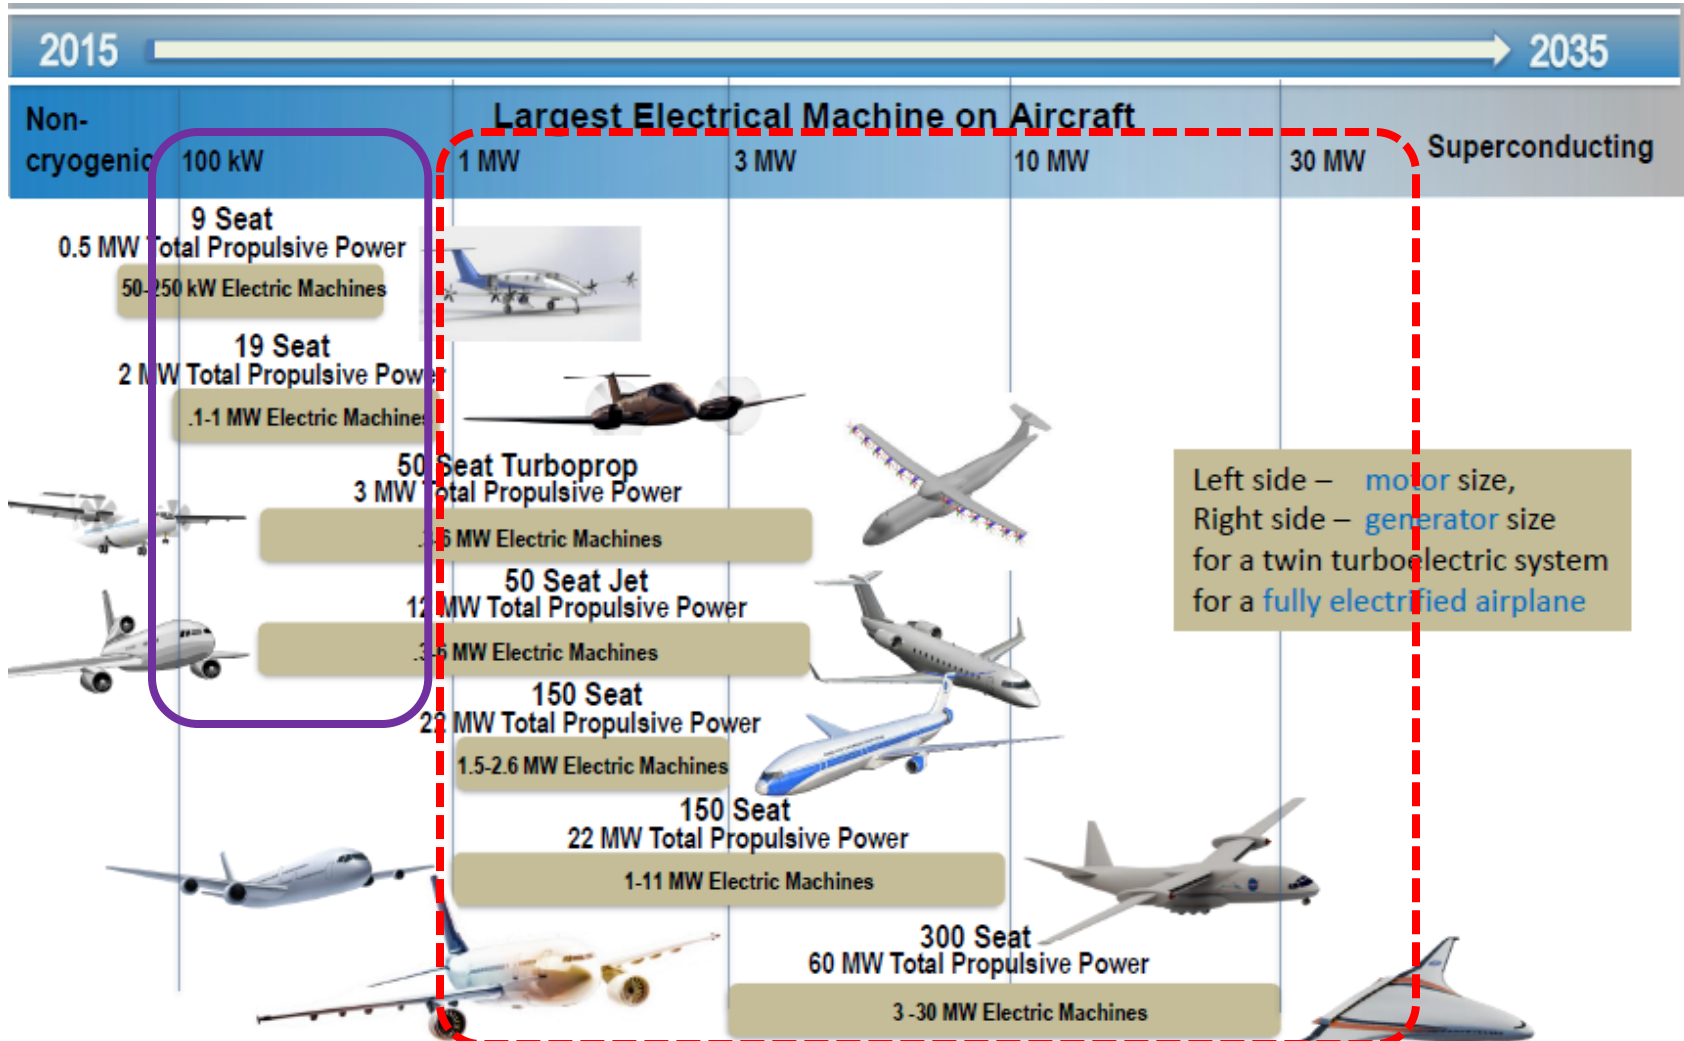 2015
2035
Largest Electrical Machine on Aircraft
Non-
cryogenic
100 kW
1 MW
3 MW
10 MW
30 MW
Superconducting
9 Seat
0.5 MW Total Propulsive Power
50-250 kW Electric Machines
19 Seat
2 MW Total Propulsive Power
.1-1 MW Electric Machines
50 Seat Turboprop
3 MW Total Propulsive Power
MW Electric Machines
50 Seat Jet
12 MW Total Propulsive Power
.3-6 MW Electric Machines
150 Seat
22 MW Total Propulsive Power
1.5-2.6 MW Electric Machines
150 Seat
22 MW Total Propulsive Power
1-11 MW Electric Machines
300 Seat
60 MW Total Propulsive Power
3 -30 MW Electric Machines
Left side – motor size,
Right side – generator size
for a twin turboelectric system
for a fully electrified airplane